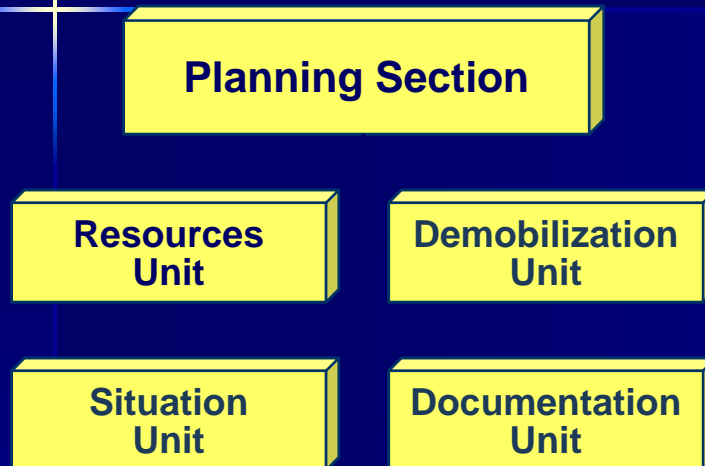 Planning Section
Resources
Unit
Demobilization
Unit
Situation
Unit
Documentation
Unit